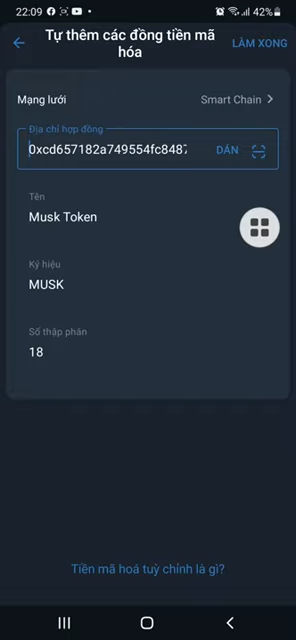 22:09
42%
Tự thêm các đồng tiền mã
hóa
LÀM XONG
Mạng lưới
Smart Chain
Địa chỉ hợp đồng
0xcd657182a749554fc8487
DÁN
Tên
Musk Token
Ký hiệu
MUSK
Số thập phân
18
Tiền mã hoá tuỳ chỉnh là gì?